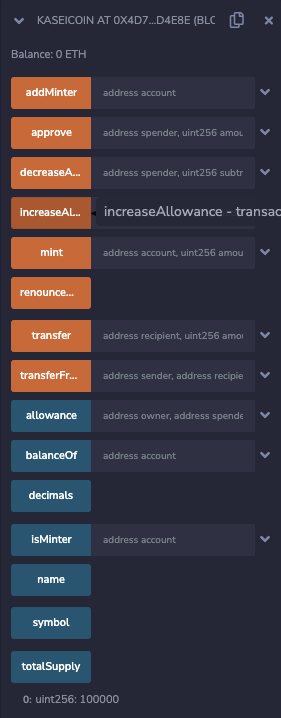 KASEICOIN AT 0X4D7...D4E8E (BLO
Balance: 0 ETH
addMinter address account
approve address spender, uint256 amou
decreaseA... address spender, uint256 subtr
increaseAl... increaseAllowance - transac
mint address account, uint256 amou
renounce...
transfer address recipient, uint256 amou
transferFr... address sender, address recipie
allowance address owner, address spende
balanceOf address account
decimals
isMinter address account
name
symbol
totalSupply
0: uint256: 100000